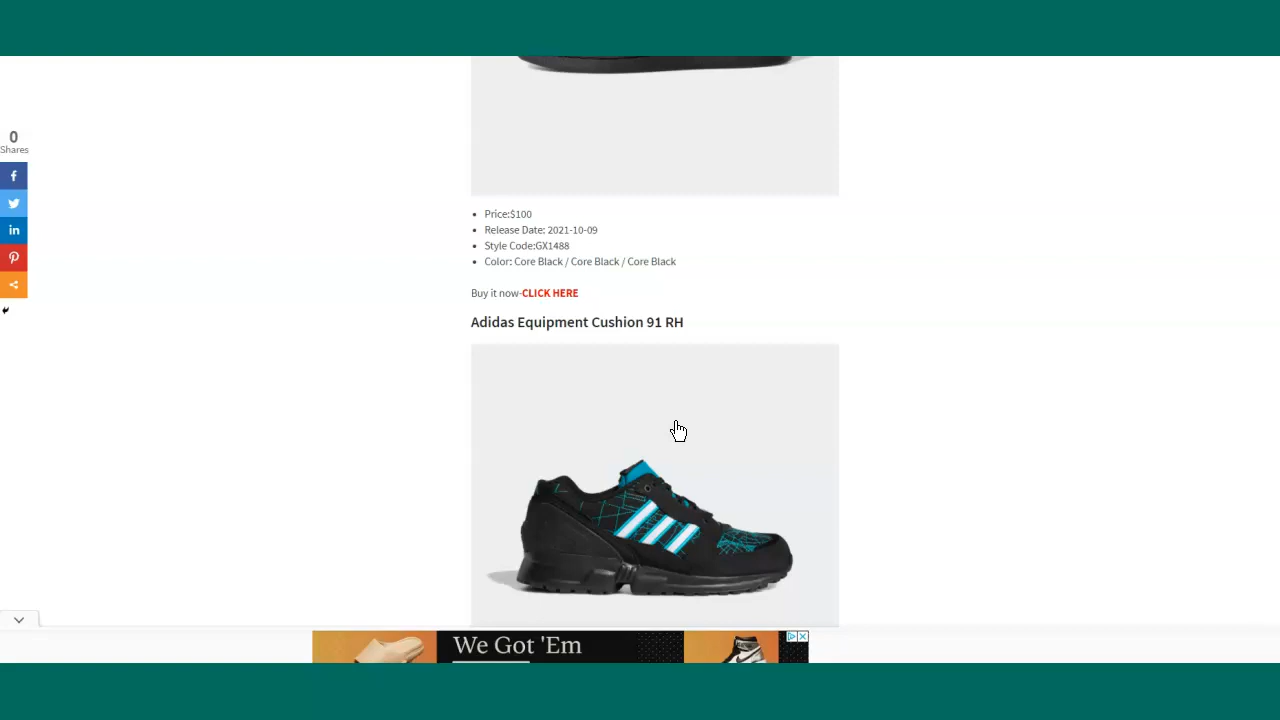 0
Shares
Price:$100
Release Date: 2021-10-09
Style Code:GX1488
Color: Core Black / Core Black / Core Black
Buy it now-CLICK HERE
Adidas Equipment Cushion 91 RH
We Got 'Em